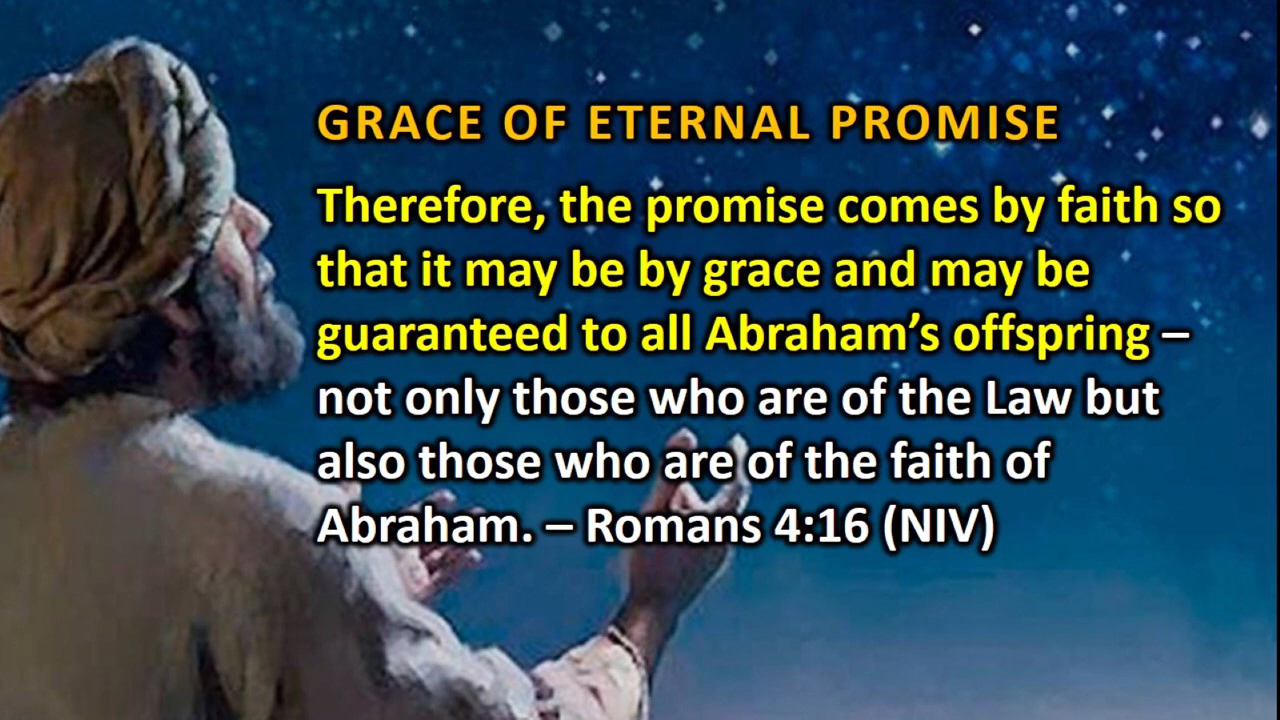 GRACE OF ETERNAL PROMISE
Therefore, the promise comes by faith so
that it may be by grace and may be
guaranteed to all Abraham’s offspring –
not only those who are of the Law but
also those who are of the faith of
Abraham. – Romans 4:16 (NIV)